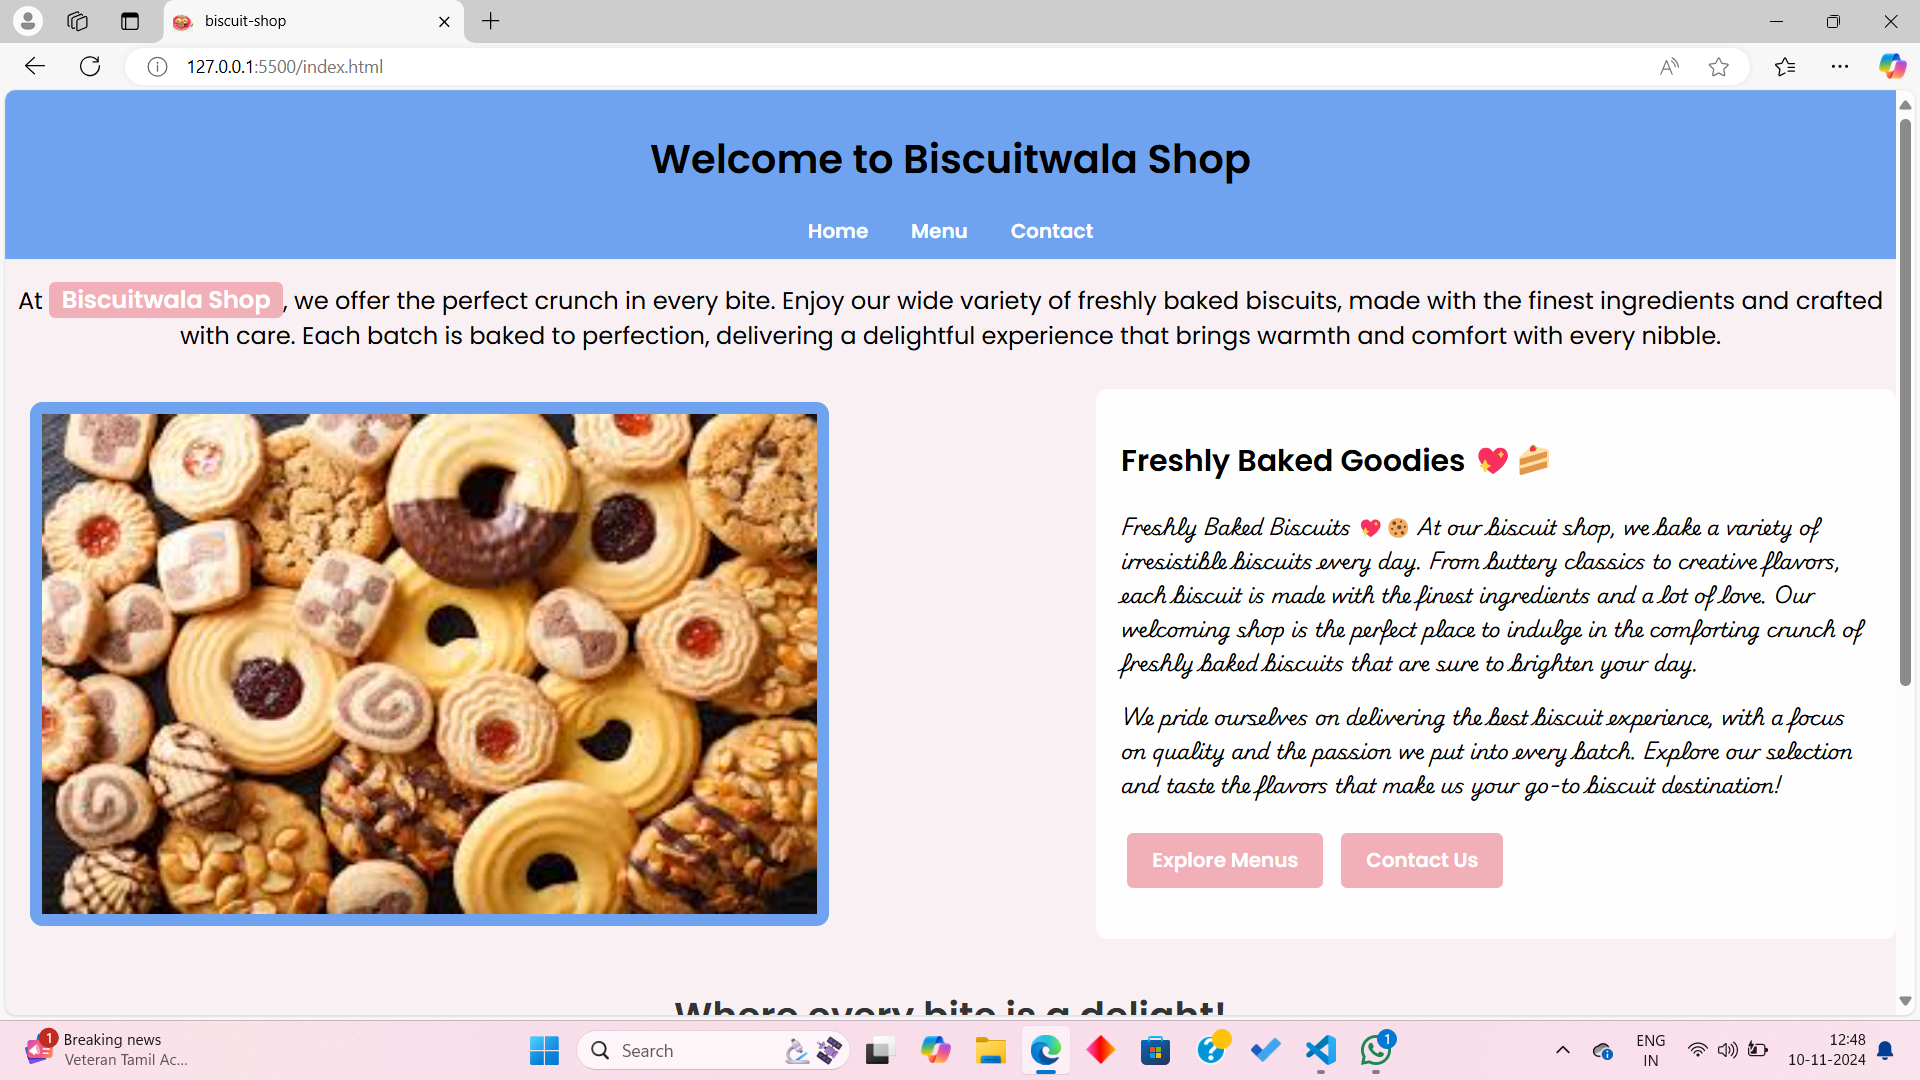 biscuit-shop
127.0.0.1:5500/index.html
Welcome to Biscuitwala Shop
Home Menu Contact
At Biscuitwala Shop, we offer the perfect crunch in every bite. Enjoy our wide variety of freshly baked biscuits, made with the finest ingredients and crafted
with care. Each batch is baked to perfection, delivering a delightful experience that brings warmth and comfort with every nibble.
Freshly Baked Goodies 💖 🍰
Freshly Baked Biscuits 💖 🍪 At our biscuit shop, we bake a variety of
irresistible biscuits every day. From buttery classics to creative flavors,
each biscuit is made with the finest ingredients and a lot of love. Our
welcoming shop is the perfect place to indulge in the comforting crunch of
freshly baked biscuits that are sure to brighten your day.
We pride ourselves on delivering the best biscuit experience, with a focus
on quality and the passion we put into every batch. Explore our selection
and taste the flavors that make us your go-to biscuit destination!
Explore Menus Contact Us
Where every bite is a delight!
1
Breaking news
Veteran Tamil Ac...
Search
1
ENG
IN
12:48
10-11-2024